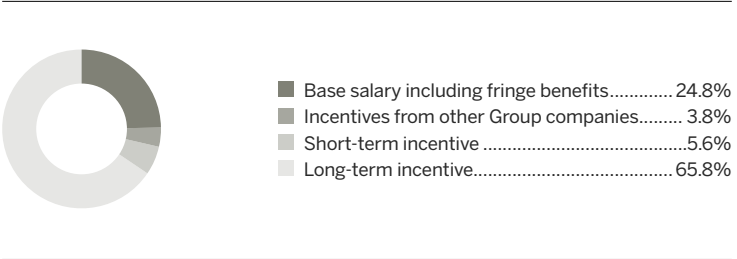 Base salary including fringe benefits............. 24.8%
Incentives from other Group companies......... 3.8%
Short-term incentive ...........................................5.6%
Long-term incentive.......................................... 65.8%